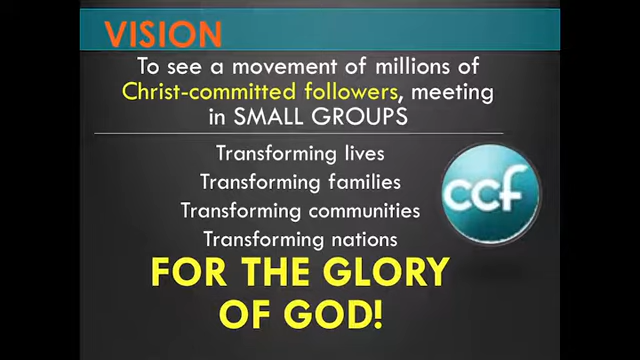 VISION
To see a movement of millions of
Christ-committed followers, meeting
in SMALL GROUPS
Transforming lives
Transforming families
Transforming communities
Transforming nations
ccf
FOR THE GLORY
OF GOD!